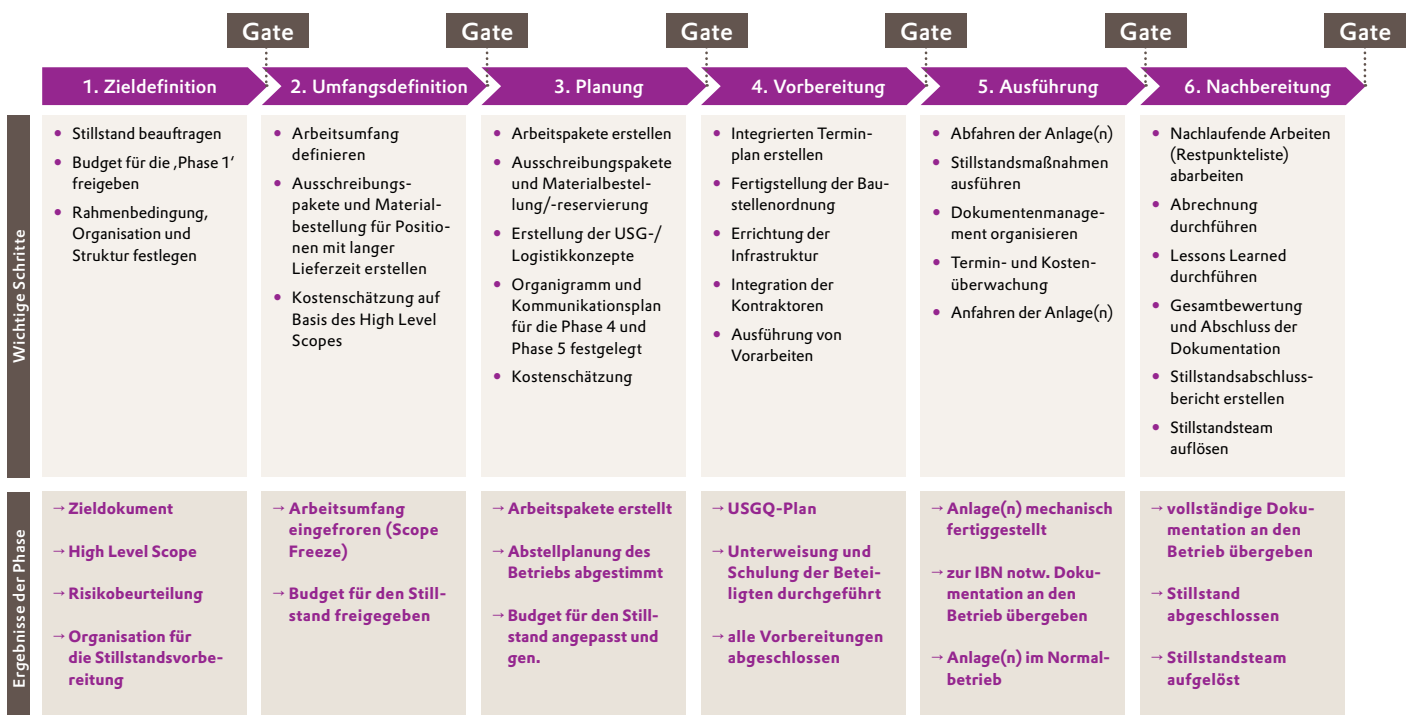 Gate
Gate
Gate
Gate
Gate
Gate
1. Zieldefinition
2. Umfangsdefinition
3. Planung
4. Vorbereitung
5. Ausführung
6. Nachbereitung
Wichtige Schritte
• Stillstand beauftragen
• Budget für die ‚Phase 1‘
freigeben
• Rahmenbedingung,
Organisation und
Struktur festlegen
• Arbeitsumfang
definieren
• Ausschreibungs-
pakete und Material-
bestellung für Positio-
nen mit langer
Lieferzeit erstellen
• Kostenschätzung auf
Basis des High Level
Scopes
• Arbeitspakete erstellen
• Ausschreibungspakete
und Materialbestel-
lung/-reservierung
• Erstellung der USG-/
Logistikkonzepte
• Organigramm und
Kommunikationsplan
für die Phase 4 und
Phase 5 festgelegt
• Kostenschätzung
• Integrierten Termin-
plan erstellen
• Fertigstellung der Bau-
stellenordnung
• Errichtung der
Infrastruktur
• Integration der
Kontraktoren
• Ausführung von
Vorarbeiten
• Abfahren der Anlage(n)
• Stillstandsmaßnahmen
ausführen
• Dokumentenmanage-
ment organisieren
• Termin- und Kosten-
überwachung
• Anfahren der Anlage(n)
• Nachlaufende Arbeiten
(Restpunkteliste)
abarbeiten
• Abrechnung
durchführen
• Lessons Learned
durchführen
• Gesamtbewertung
und Abschluss der
Dokumentation
• Stillstandsabschluss-
bericht erstellen
• Stillstandsteam
auflösen
Ergebnisse der Phase
→ Zieldokument
→ High Level Scope
→ Risikobeurteilung
→ Organisation für
die Stillstandsvorbe-
reitung
→ Arbeitsumfang
eingefroren (Scope
Freeze)
→ Budget für den Still-
stand freigegeben
→ Arbeitspakete erstellt
→ Abstellplanung des
Betriebs abgestimmt
→ Budget für den Still-
stand angepasst und
gen.
→ USGQ-Plan
→ Unterweisung und
Schulung der Betei-
ligten durchgeführt
→ alle Vorbereitungen
abgeschlossen
→ Anlage(n) mechanisch
fertiggestellt
→ zur IBN notw. Doku-
mentation an den
Betrieb übergeben
→ Anlage(n) im Normal-
betrieb
→ vollständige Doku-
mentation an den
Betrieb übergeben
→ Stillstand
abgeschlossen
→ Stillstandsteam
aufgelöst